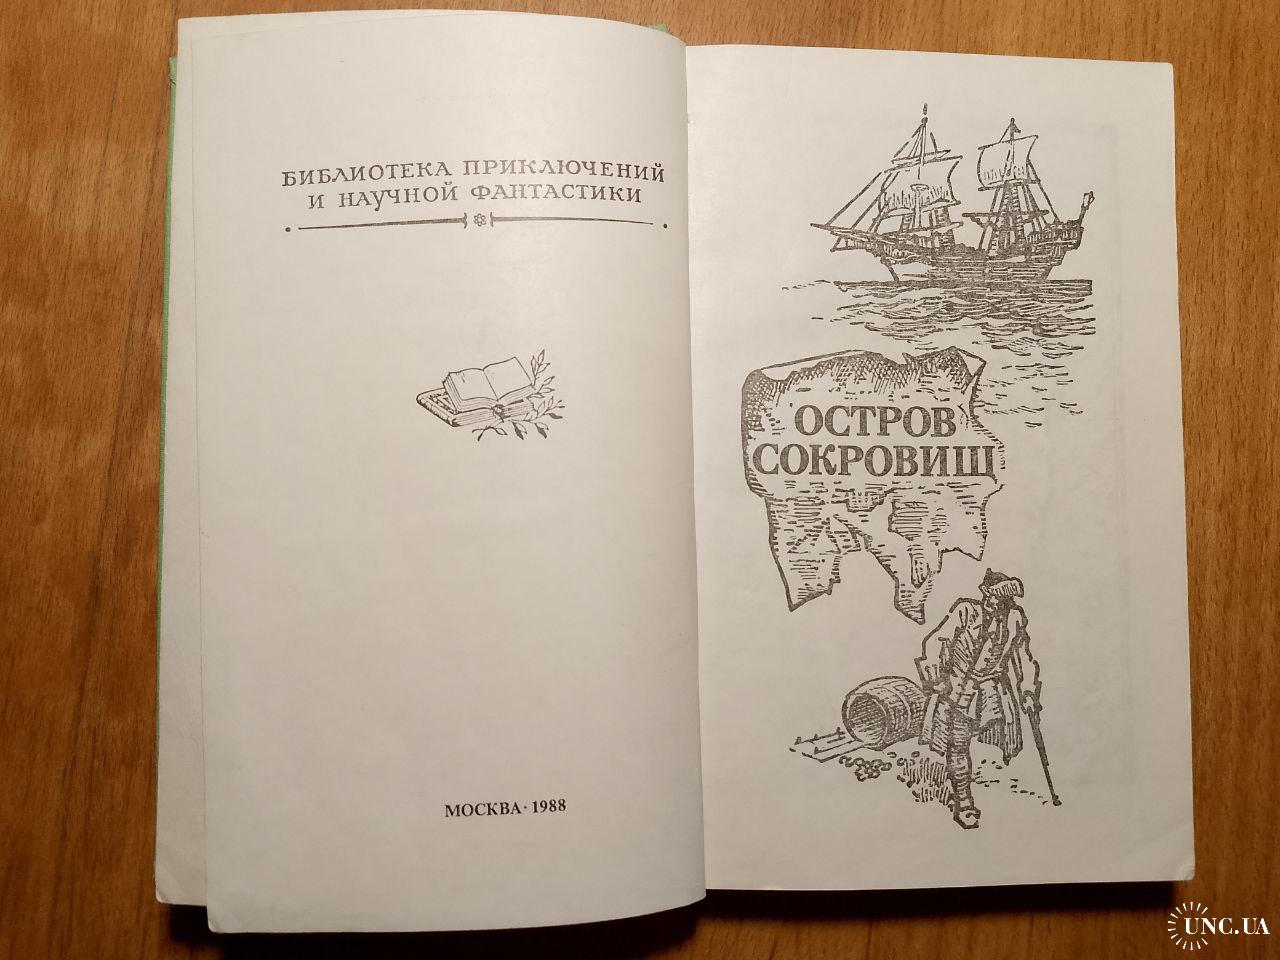 БИБЛИОТЕКА ПРИКЛЮЧЕНИЙ
И НАУЧНОЙ ФАНТАСТИКИ
МОСКВА · 1988
ОСТРОВ
СОКРОВИЩ
UNC.UA